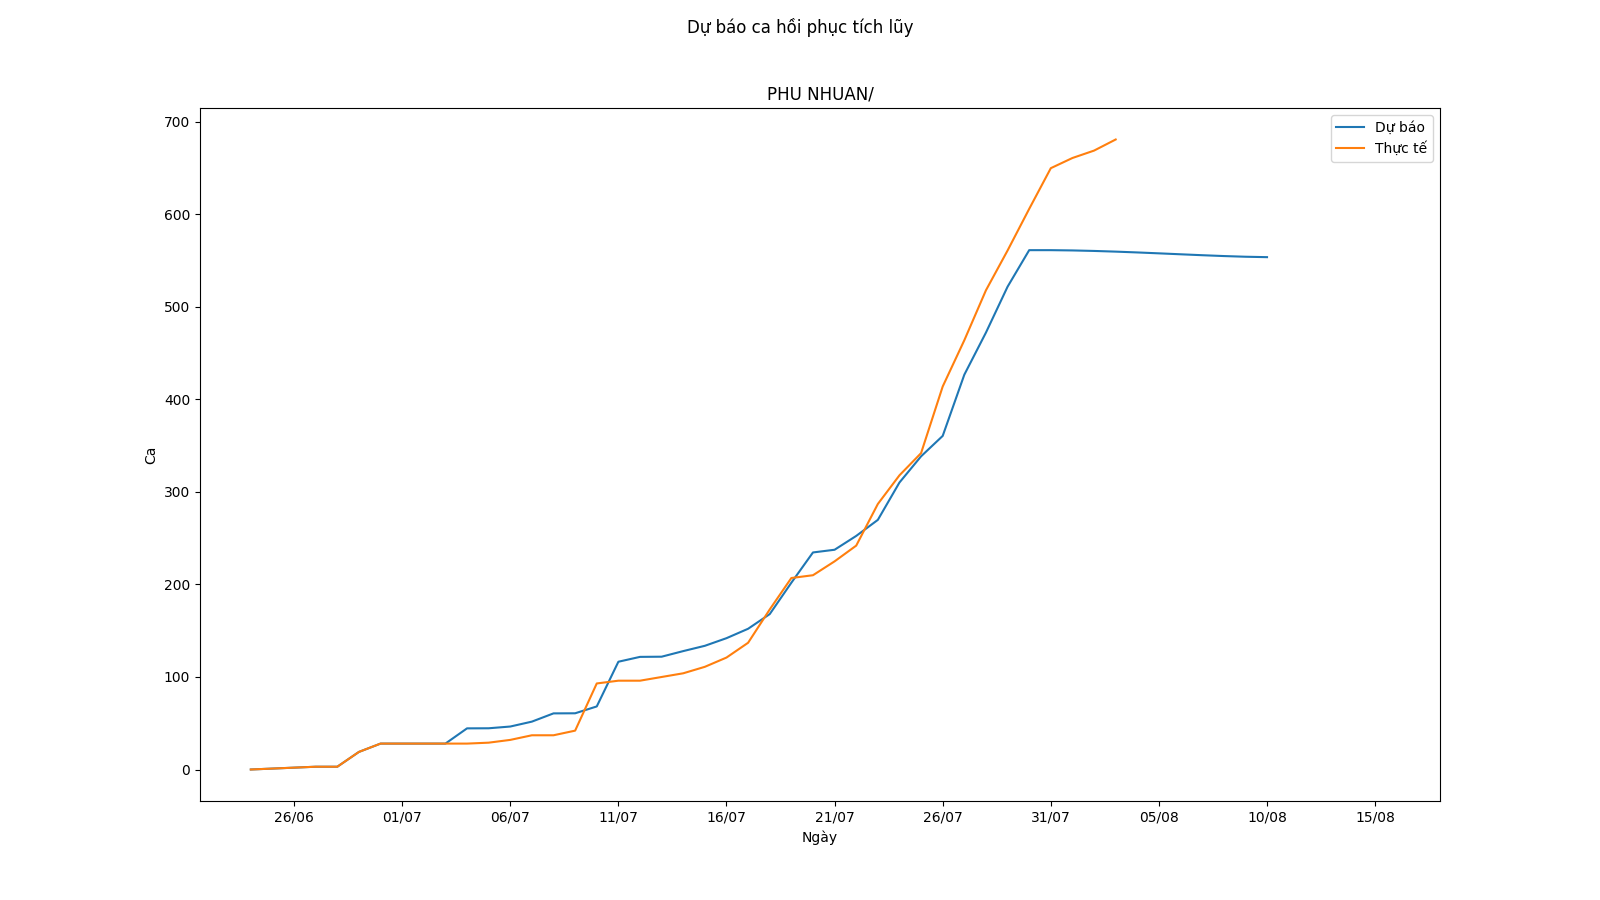 Dự báo ca hồi phục tích lũy
PHU NHUAN/
Dự báo
Thực tế
700
600
500
400
300
200
100
0
Ca
26/06 01/07 06/07 11/07 16/07 21/07 26/07 31/07 05/08 10/08 15/08
Ngày